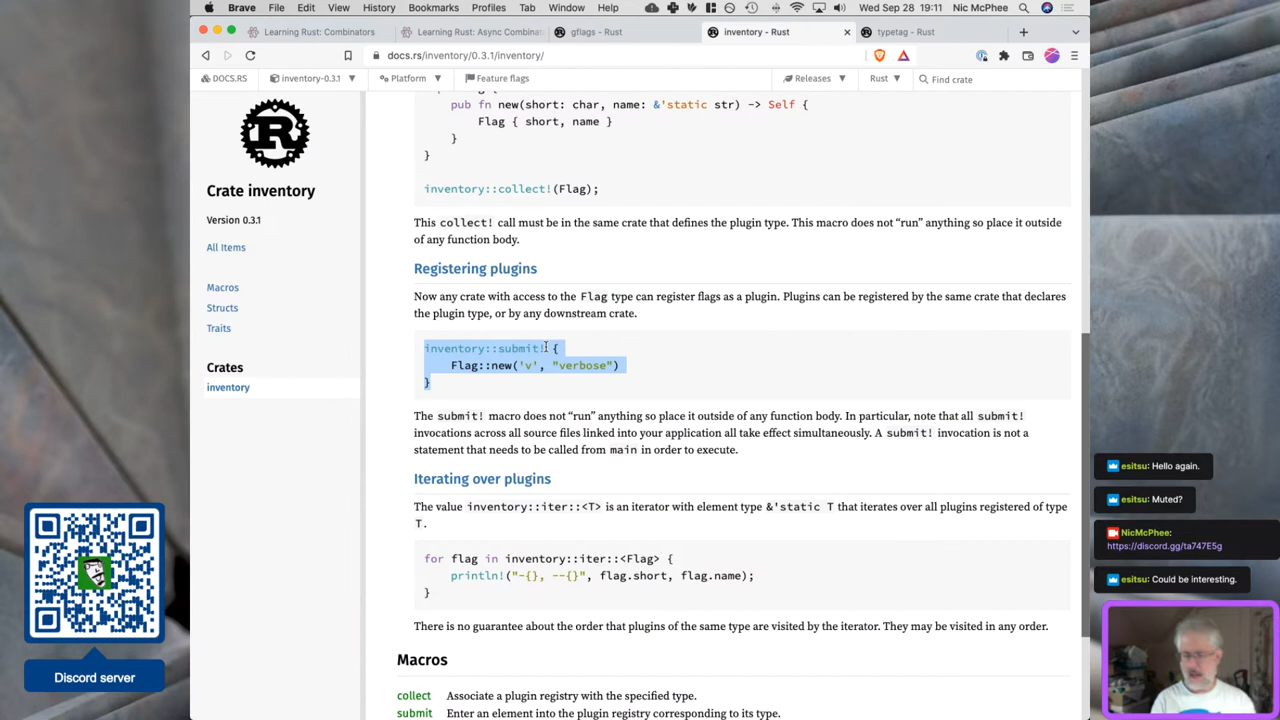 Brave File Edit View History Bookmarks Profiles Tab Window Help Wed Sep 28 19:11 Nic McPhee
Learning Rust: Combinators
Learning Rust: Async Combina
gflags - Rust
inventory - Rust
typetag - Rust
docs.rs/inventory/0.3.1/inventory/
DOCS.RS
inventory-0.3.1
Platform
Feature flags
Releases
Rust
Find crate
R
Crate inventory
Version 0.3.1
All Items
Macros
Structs
Traits
Crates
inventory
pub fn new(short: char, name: &'static str) -> Self {
Flag { short, name }
}
}
inventory::collect!(Flag);
This collect! call must be in the same crate that defines the plugin type. This macro does not “run” anything so place it outside
of any function body.
Registering plugins
Now any crate with access to the Flag type can register flags as a plugin. Plugins can be registered by the same crate that declares
the plugin type, or by any downstream crate.
inventory::submit! {
Flag::new('v', "verbose")
}
The submit! macro does not “run” anything so place it outside of any function body. In particular, note that all submit!
invocations across all source files linked into your application all take effect simultaneously. A submit! invocation is not a
statement that needs to be called from main in order to execute.
Iterating over plugins
The value inventory::iter::<T> is an iterator with element type &'static T that iterates over all plugins registered of type
T.
for flag in inventory::iter::<Flag> {
println!("-{}, --{}", flag.short, flag.name);
}
There is no guarantee about the order that plugins of the same type are visited by the iterator. They may be visited in any order.
Macros
collect Associate a plugin registry with the specified type.
submit Enter an element into the plugin registry corresponding to its type.
Discord server
esitsu: Hello again.
esitsu: Muted?
NicMcPhee:
https://discord.gg/ta747E5g
esitsu: Could be interesting.